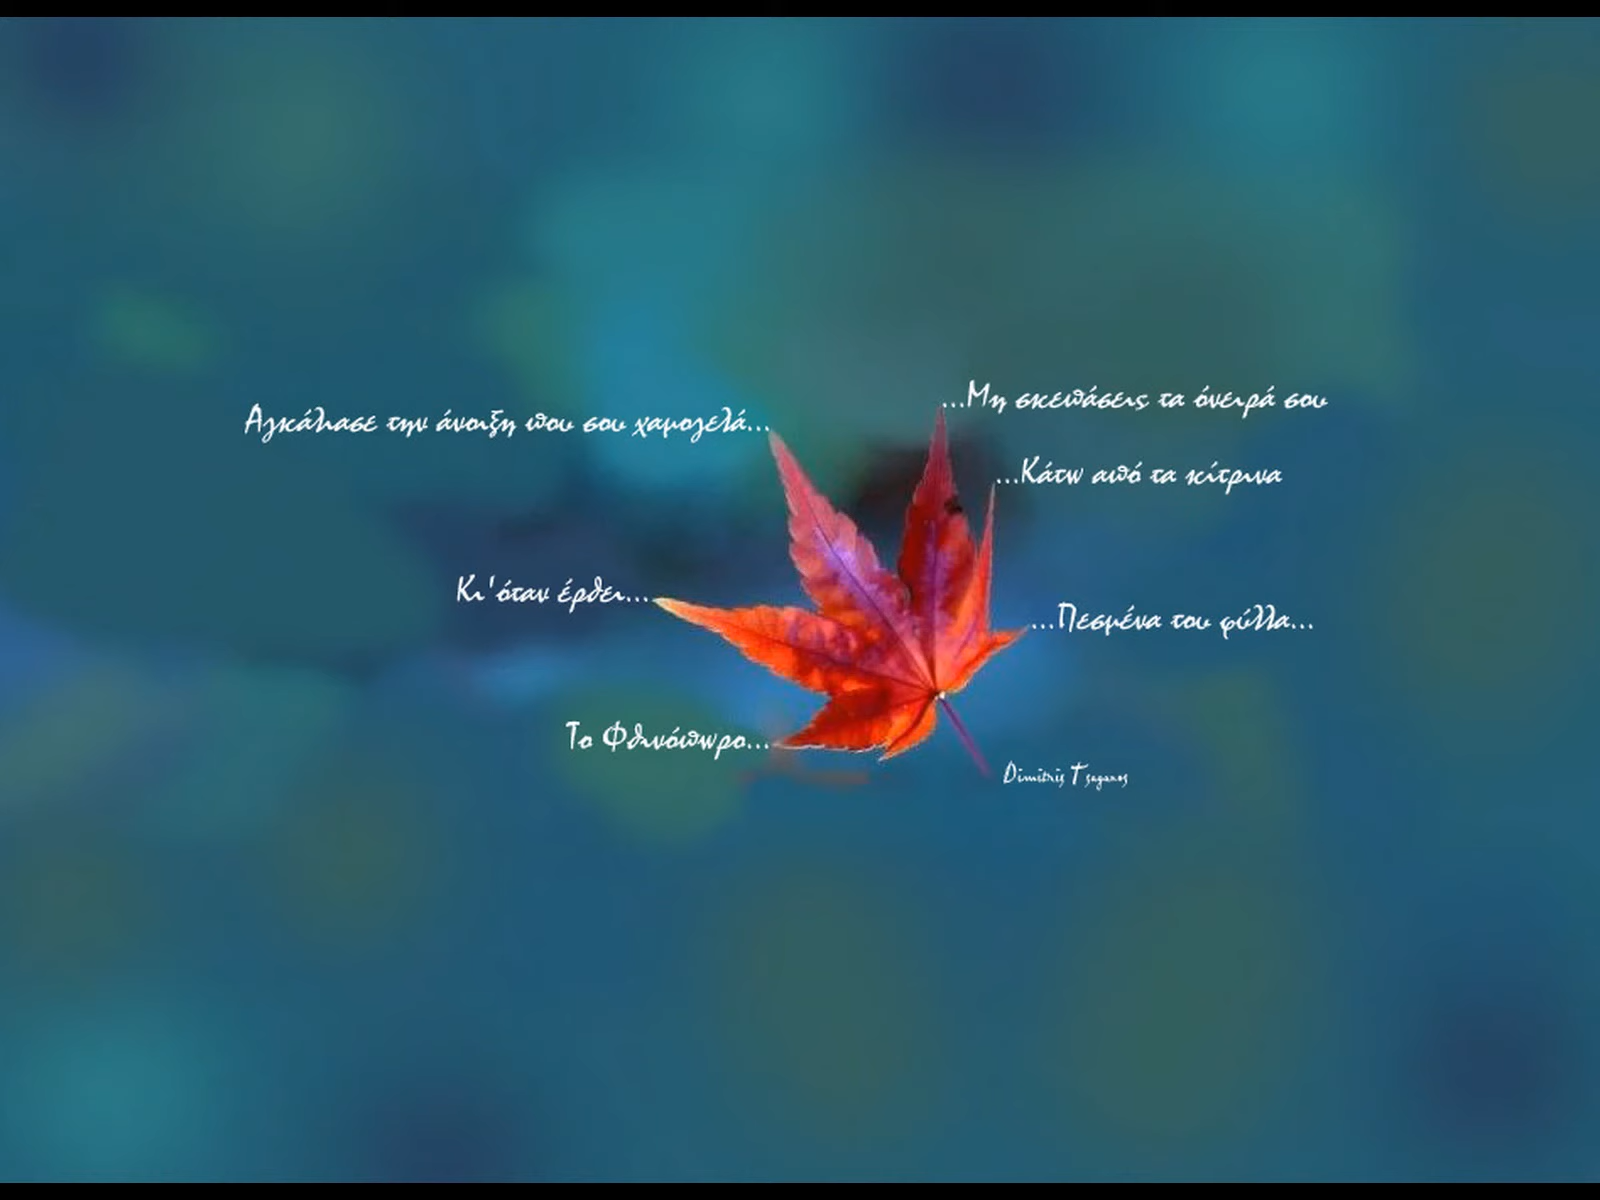 Αγκάλιασε την άνοιξη που σου χαμογελά...
Κι'όταν έρθει...
Το Φθινόπωρο...
...Μη σκεπάσεις τα όνειρά σου
...Κάτω από τα κίτρινα
...Πεσμένα του φύλλα...
Dimitris Tsaganos